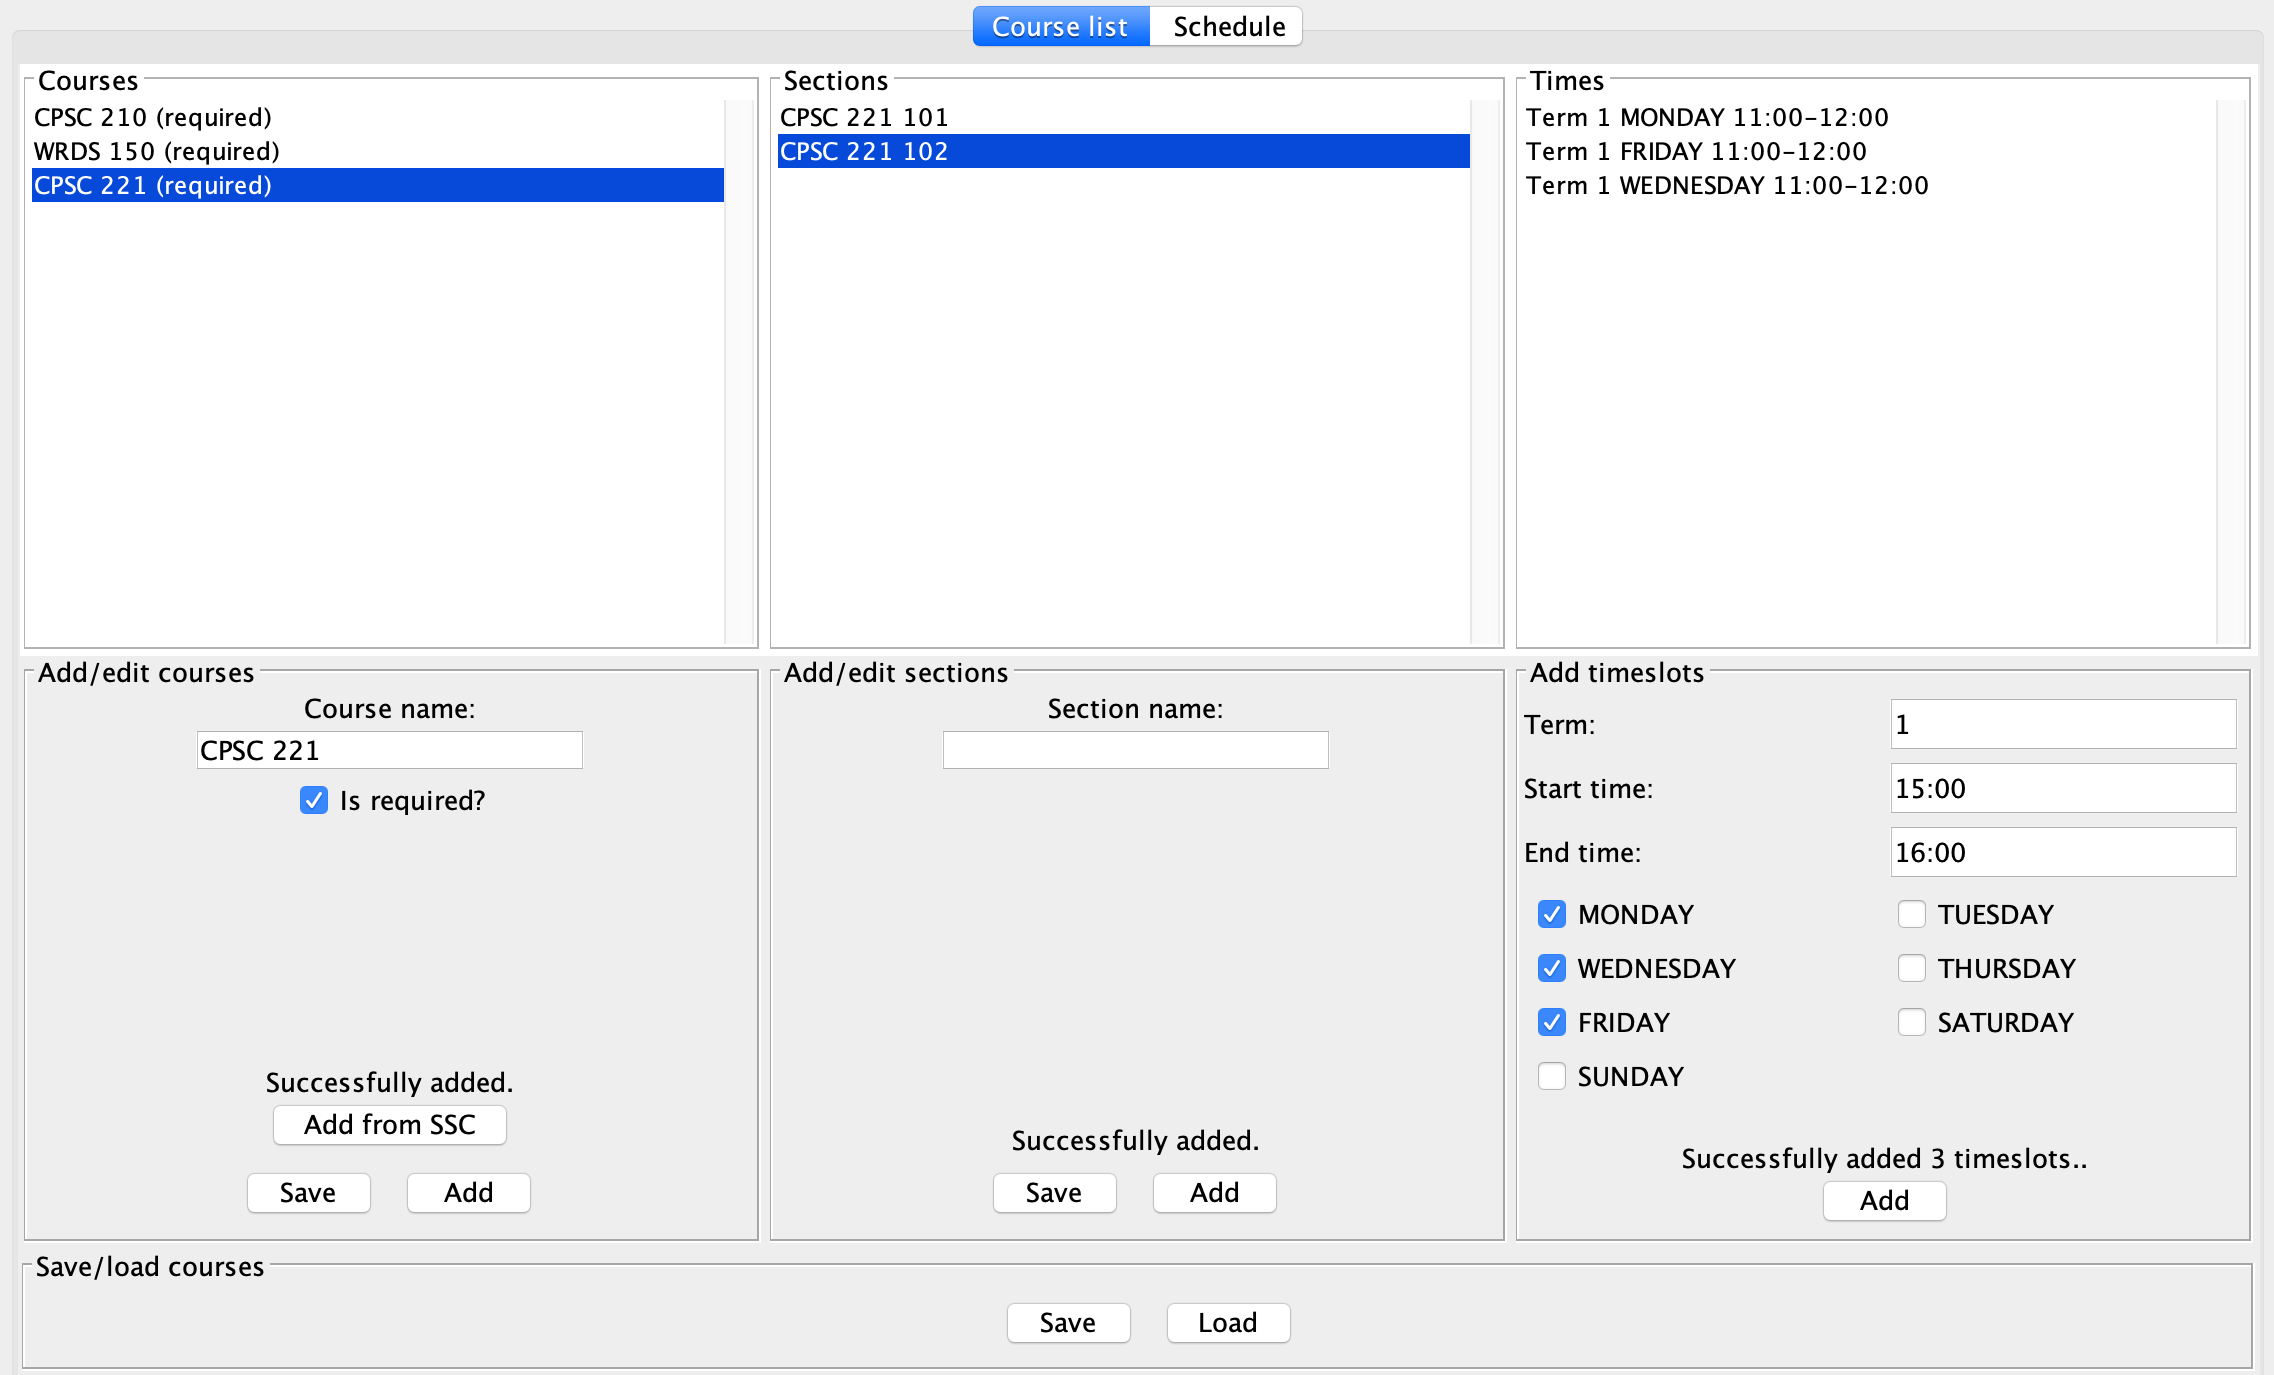 Course list
Schedule
Courses
CPSC 210 (required)
WRDS 150 (required)
CPSC 221 (required)
Sections
CPSC 221 101
CPSC 221 102
Times
Term 1 MONDAY 11:00-12:00
Term 1 FRIDAY 11:00-12:00
Term 1 WEDNESDAY 11:00-12:00
Add/edit courses
Course name:
CPSC 221
Is required?
Successfully added.
Add from SSC
Save
Add
Add/edit sections
Section name:
Successfully added.
Save
Add
Add timeslots
Term:
1
Start time:
15:00
End time:
16:00
MONDAY
TUESDAY
WEDNESDAY
THURSDAY
FRIDAY
SATURDAY
SUNDAY
Successfully added 3 timeslots..
Add
Save/load courses
Save
Load